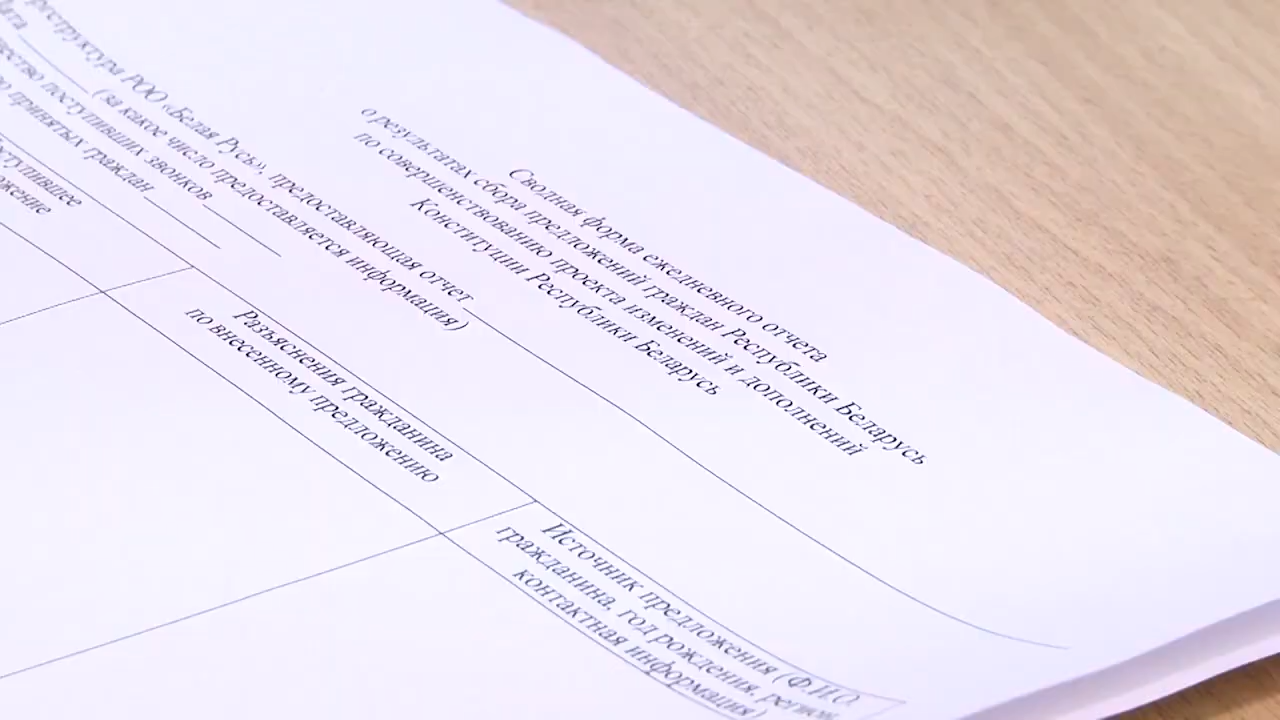 Сводная форма ежедневного отчета
о результатах сбора предложений граждан Республики Беларусь
по совершенствованию проекта изменений и дополнений
Конституции Республики Беларусь
РОО «Белая Русь», предоставляющая отчет
(за какое число предоставляется информация)
поступивших звонков
принятых граждан
Разъяснения гражданина
по внесенному предложению
Источник предложения (Ф.И.О.
гражданина, год рождения, регион,
контактная информация)